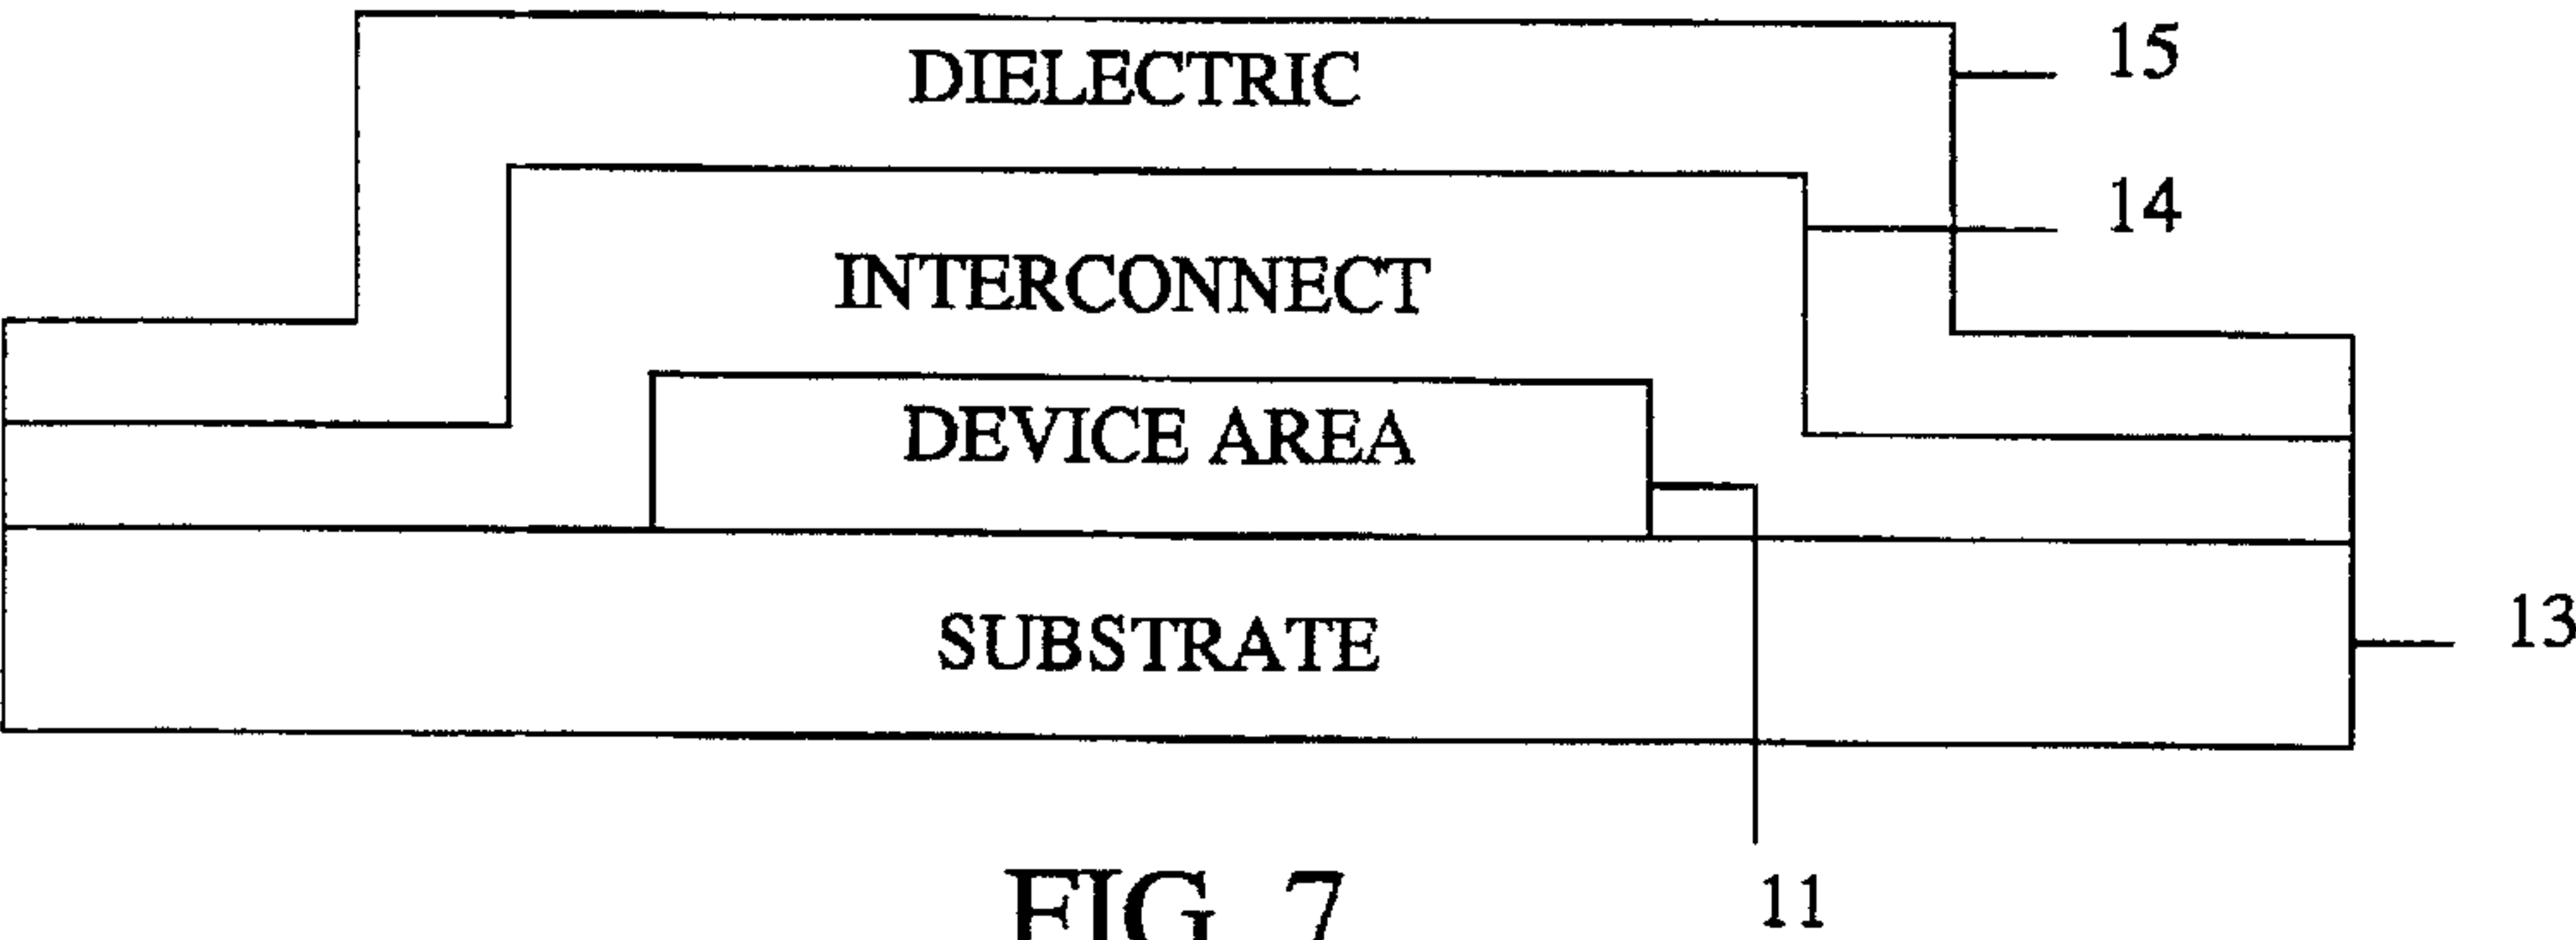 DIELECTRIC
15
14
INTERCONNECT
DEVICE AREA
SUBSTRATE
13
11
FIG 7